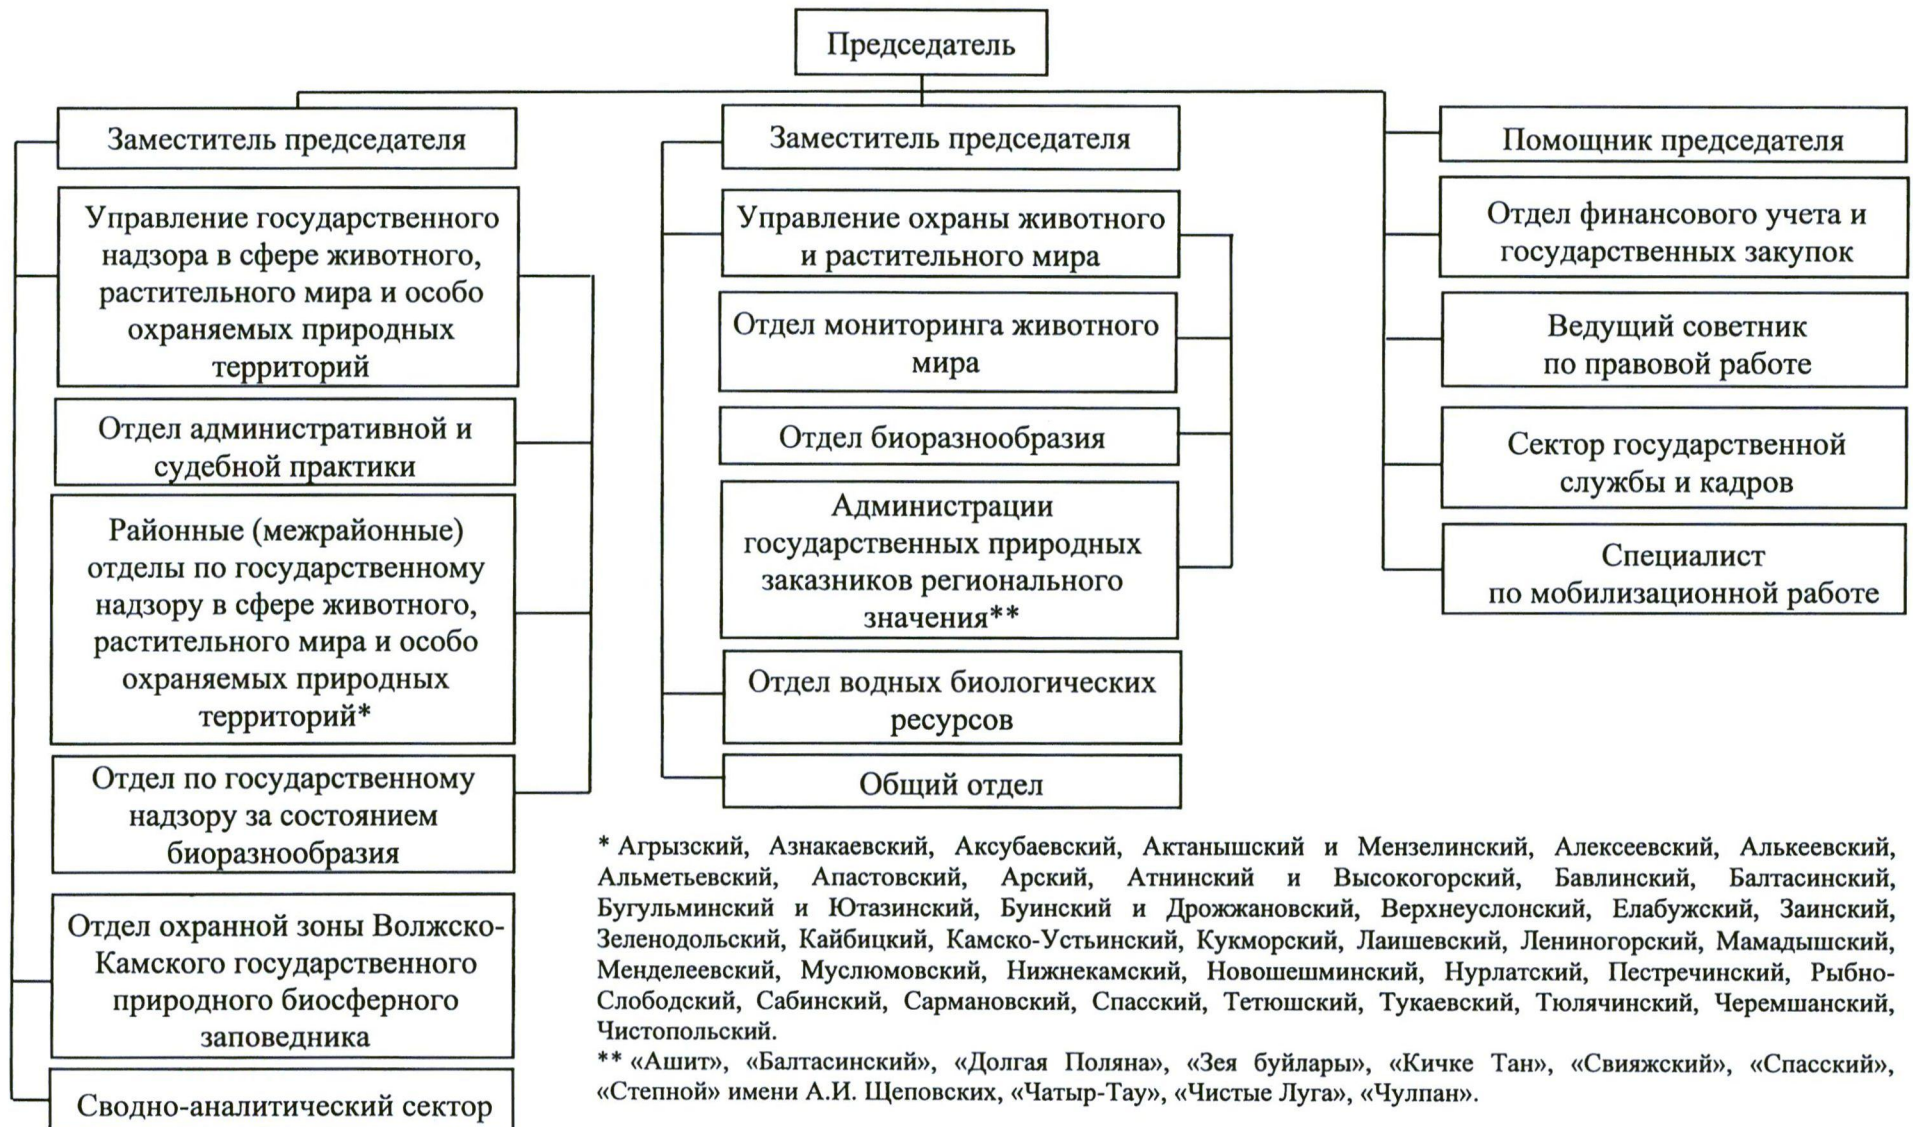 Председатель
Заместитель председателя
Управление государственного
надзора в сфере животного,
растительного мира и особо
охраняемых природных
территорий
Отдел административной и
судебной практики
Районные (межрайонные)
отделы по государственному
надзору в сфере животного,
растительного мира и особо
охраняемых природных
территорий*
Отдел по государственному
надзору за состоянием
биоразнообразия
Отдел охранной зоны Волжско-
Камского государственного
природного биосферного
заповедника
Сводно-аналитический сектор
Заместитель председателя
Управление охраны животного
и растительного мира
Отдел мониторинга животного
мира
Отдел биоразнообразия
Администрации
государственных природных
заказников регионального
значения**
Отдел водных биологических
ресурсов
Общий отдел
Помощник председателя
Отдел финансового учета и
государственных закупок
Ведущий советник
по правовой работе
Сектор государственной
службы и кадров
Специалист
по мобилизационной работе
* Агрызский, Азнакаевский, Аксубаевский, Актанышский и Мензелинский, Алексеевский, Алькеевский,
Альметьевский, Апастовский, Арский, Атнинский и Высокогорский, Бавлинский, Балтасинский,
Бугульминский и Ютазинский, Буинский и Дрожжановский, Верхнеуслонский, Елабужский, Заинский,
Зеленодольский, Кайбицкий, Камско-Устьинский, Кукморский, Лаишевский, Лениногорский, Мамадышский,
Менделеевский, Муслюмовский, Нижнекамский, Новошешминский, Нурлатский, Пестречинский, Рыбно-
Слободский, Сабинский, Сармановский, Спасский, Тетюшский, Тукаевский, Тюлячинский, Черемшанский,
Чистопольский.
** «Ашит», «Балтасинский», «Долгая Поляна», «Зея буйлары», «Кичке Тан», «Свияжский», «Спасский»,
«Степной» имени А.И. Щеповских, «Чатыр-Тау», «Чистые Луга», «Чулпан».